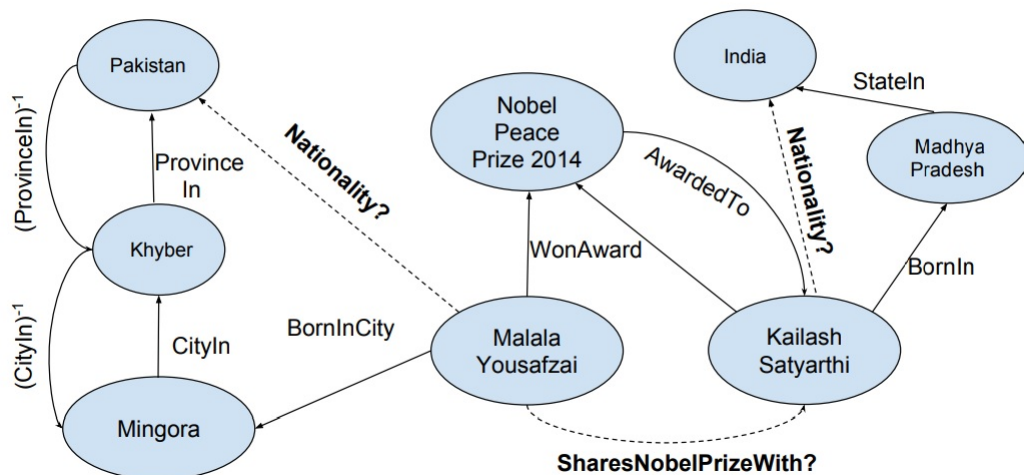 Pakistan
(ProvinceIn)-1
Province
In
Khyber
(CityIn)-1
CityIn
Mingora
BornInCity
Nationality?
Nobel
Peace
Prize 2014
WonAward
AwardedTo
Malala
Yousafzai
SharesNobelPrizeWith?
India
StateIn
Madhya
Pradesh
Nationality?
BornIn
Kailash
Satyarthi